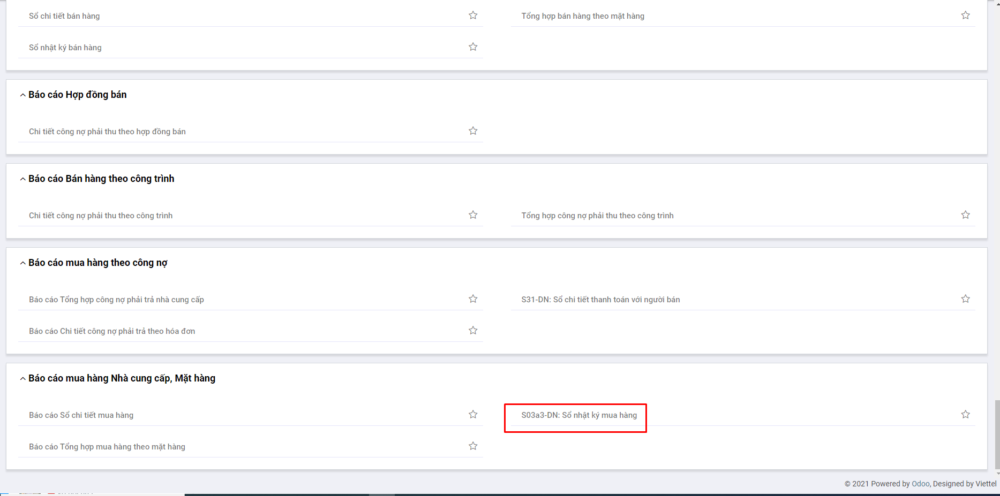 Sổ chi tiết bán hàng
Tổng hợp bán hàng theo mặt hàng
Sổ nhật ký bán hàng
Báo cáo Hợp đồng bán
Chi tiết công nợ phải thu theo hợp đồng bán
Báo cáo Bán hàng theo công trình
Chi tiết công nợ phải thu theo công trình
Tổng hợp công nợ phải thu theo công trình
Báo cáo mua hàng theo công nợ
Báo cáo Tổng hợp công nợ phải trả nhà cung cấp
S31-DN: Sổ chi tiết thanh toán với người bán
Báo cáo Chi tiết công nợ phải trả theo hóa đơn
Báo cáo mua hàng Nhà cung cấp, Mặt hàng
Báo cáo Sổ chi tiết mua hàng
S03a3-DN: Sổ nhật ký mua hàng
Báo cáo Tổng hợp mua hàng theo mặt hàng
© 2021 Powered by Odoo, Designed by Viettel